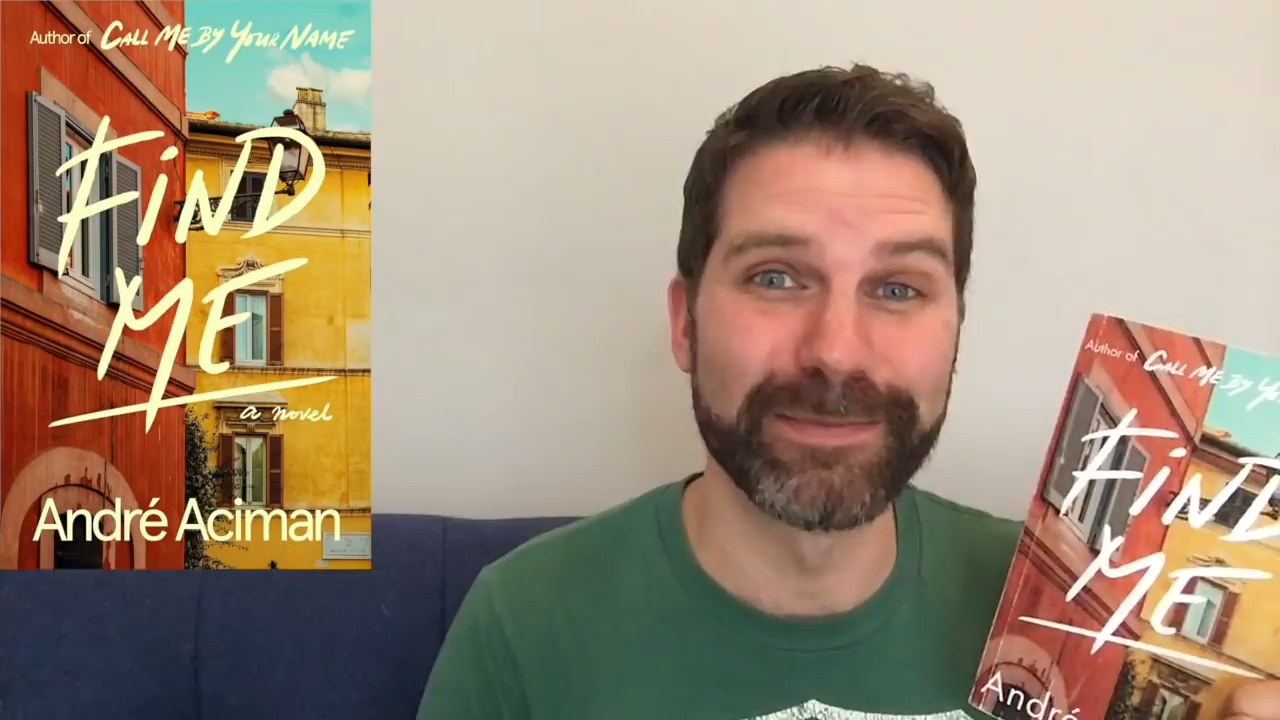 Author of CALL ME BY YOUR NAME
FIND
ME
a novel
André Aciman
Author of CALL ME BY
FIND
ME
André